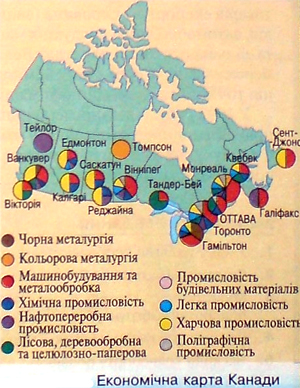 Тейлор
Едмонтон
Томпсон
Сент-
Джонс
Ванкувер
Саскатун
Вінніпег
Монреаль
Квебек
Тандер-Бей
Вікторія
Калгарі
Реджайна
ОТТАВА
Торонто
Гамільтон
Галіфакс
Чорна металургія
Кольорова металургія
Машинобудування та
металообробка
Хімічна промисловість
Нафтопереробна
промисловість
Лісова, деревообробна
та целюлозно-паперова
Промисловість
будівельних матеріалів
Легка промисловість
Харчова промисловість
Поліграфічна
промисловість
Економічна карта Канади